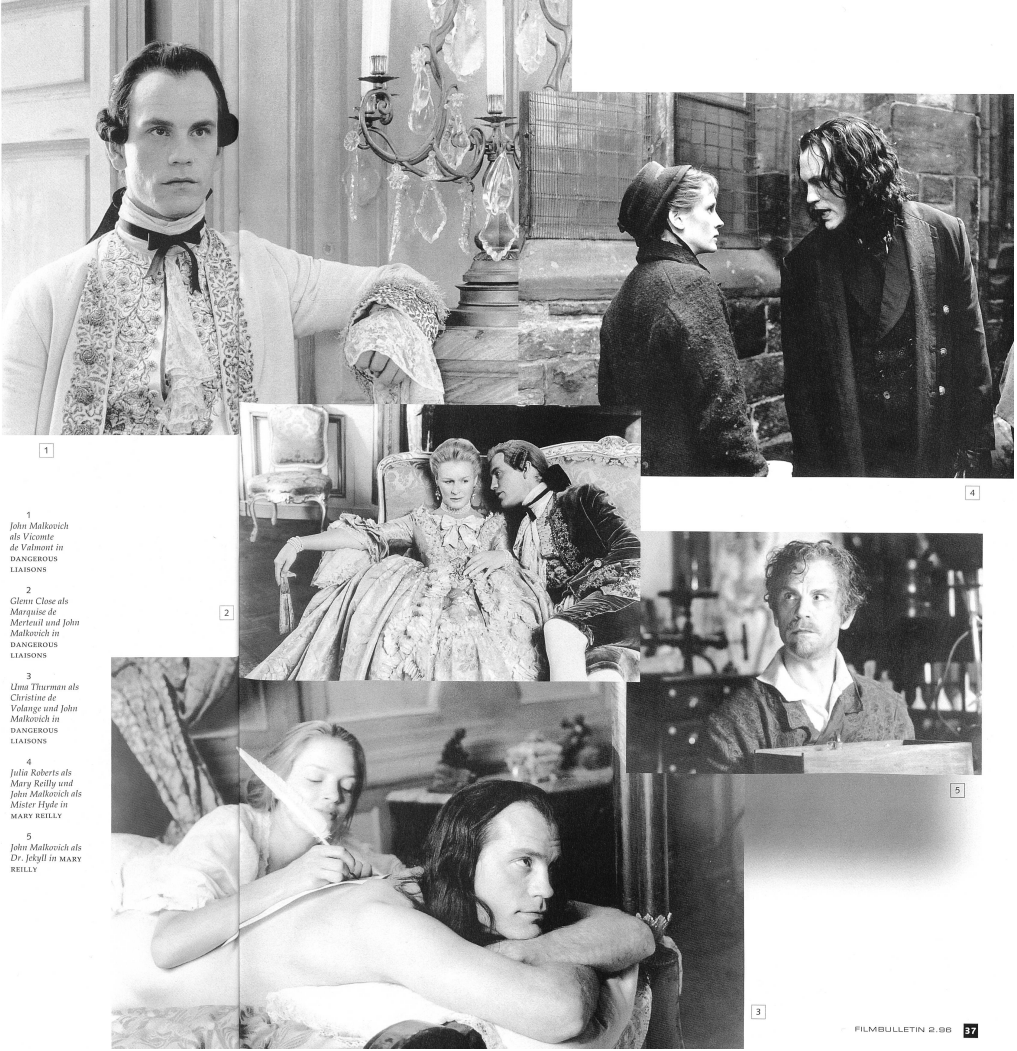 1
4
1
John Malkovich
als Vicomte
de Valmont in
DANGEROUS
LIAISONS
2
Glenn Close als
Marquise de
Merteuil und John
Malkovich in
DANGEROUS
LIAISONS
2
3
Uma Thurman als
Christine de
Volange und John
Malkovich in
DANGEROUS
LIAISONS
4
Julia Roberts als
Mary Reilly und
John Malkovich als
Mister Hyde in
MARY REILLY
5
John Malkovich als
Dr. Jekyll in MARY
REILLY
5
3
FILMBULLETIN 2.96 37